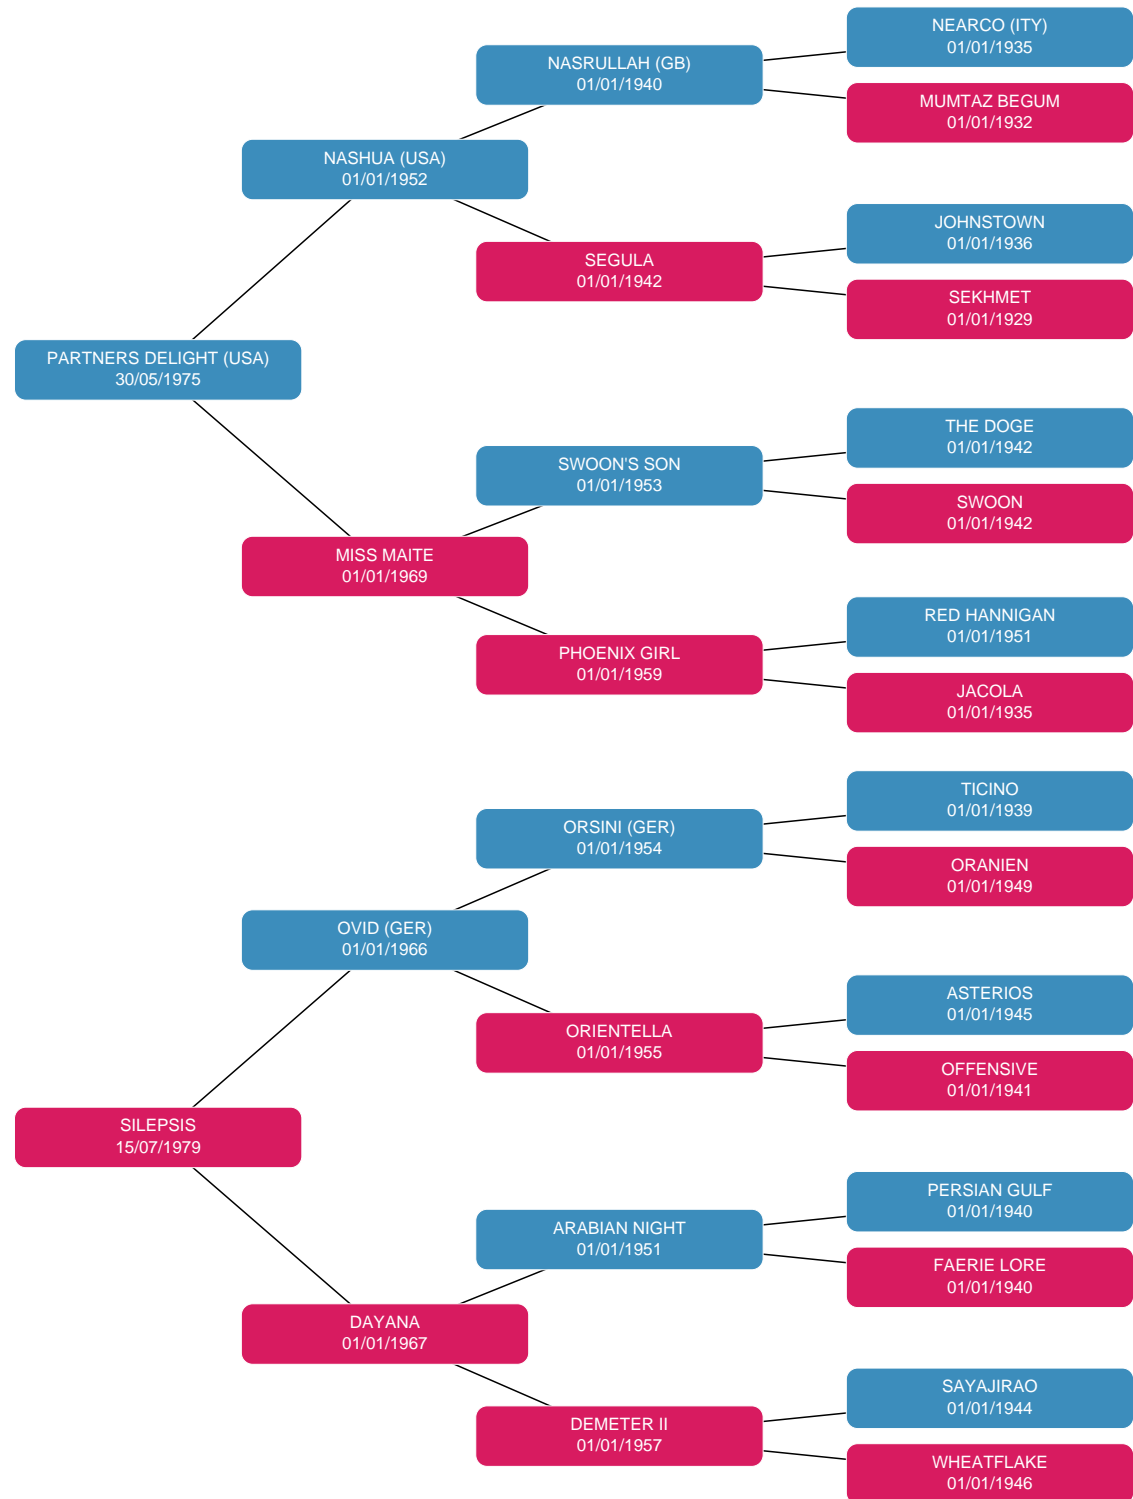 NEARCO (ITY)
01/01/1935
NASRULLAH (GB)
01/01/1940
MUMTAZ BEGUM
01/01/1932
NASHUA (USA)
01/01/1952
JOHNSTOWN
01/01/1936
SEGULA
01/01/1942
SEKHMET
01/01/1929
PARTNERS DELIGHT (USA)
30/05/1975
THE DOGE
01/01/1942
SWOON'S SON
01/01/1953
SWOON
01/01/1942
MISS MAITE
01/01/1969
RED HANNIGAN
01/01/1951
PHOENIX GIRL
01/01/1959
JACOLA
01/01/1935
TICINO
01/01/1939
ORSINI (GER)
01/01/1954
ORANIEN
01/01/1949
OVID (GER)
01/01/1966
ASTERIOS
01/01/1945
ORIENTELLA
01/01/1955
OFFENSIVE
01/01/1941
SILEPSIS
15/07/1979
PERSIAN GULF
01/01/1940
ARABIAN NIGHT
01/01/1951
FAERIE LORE
01/01/1940
DAYANA
01/01/1967
SAYAJIRAO
01/01/1944
DEMETER II
01/01/1957
WHEATFLAKE
01/01/1946